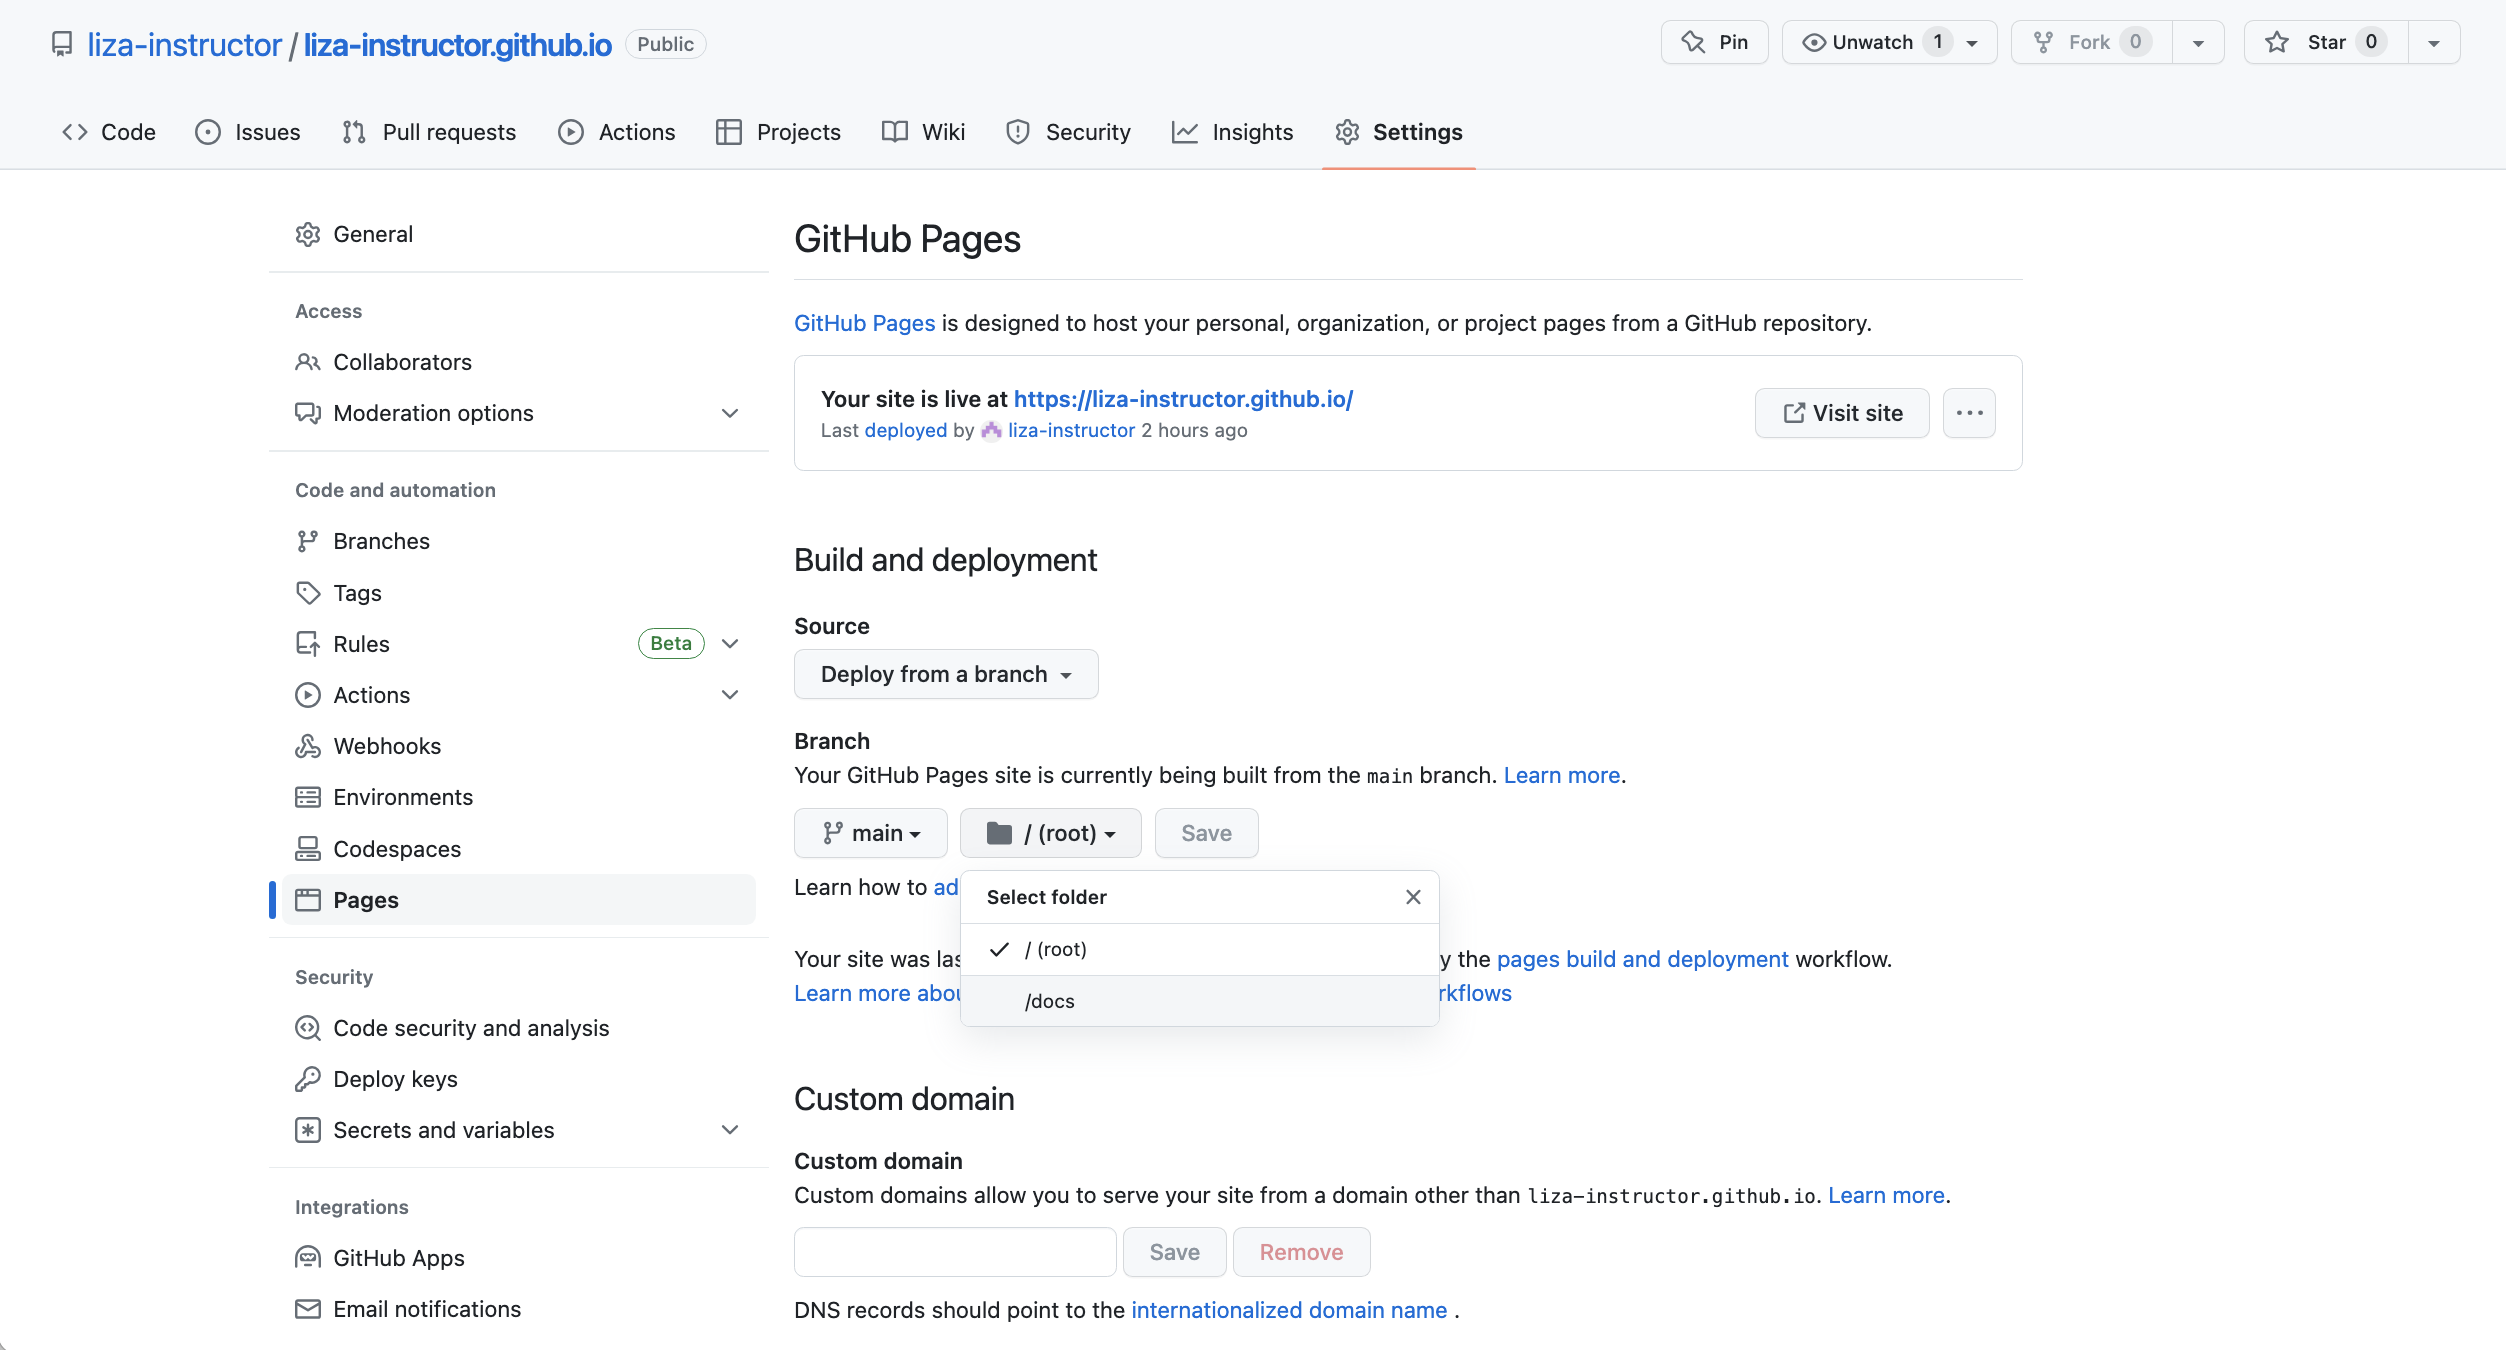 liza-instructor / liza-instructor.github.io Public
Pin Unwatch 1 Fork 0 Star 0
Code Issues Pull requests Actions Projects Wiki Security Insights Settings
General
Access
Collaborators
Moderation options
Code and automation
Branches
Tags
Rules Beta
Actions
Webhooks
Environments
Codespaces
Pages
Security
Code security and analysis
Deploy keys
Secrets and variables
Integrations
GitHub Apps
Email notifications
GitHub Pages
GitHub Pages is designed to host your personal, organization, or project pages from a GitHub repository.
Your site is live at https://liza-instructor.github.io/
Last deployed by liza-instructor 2 hours ago
Visit site
Build and deployment
Source
Deploy from a branch
Branch
Your GitHub Pages site is currently being built from the main branch. Learn more.
main / (root) Save
Learn how to
Select folder
/ (root)
/docs
Your site was the pages build and deployment workflow.
Learn more
Custom domain
Custom domain
Custom domains allow you to serve your site from a domain other than liza-instructor.github.io. Learn more.
Save Remove
DNS records should point to the internationalized domain name .